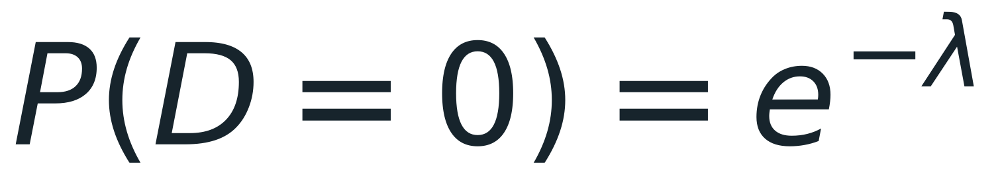 P(D = 0) = e^{−λ}